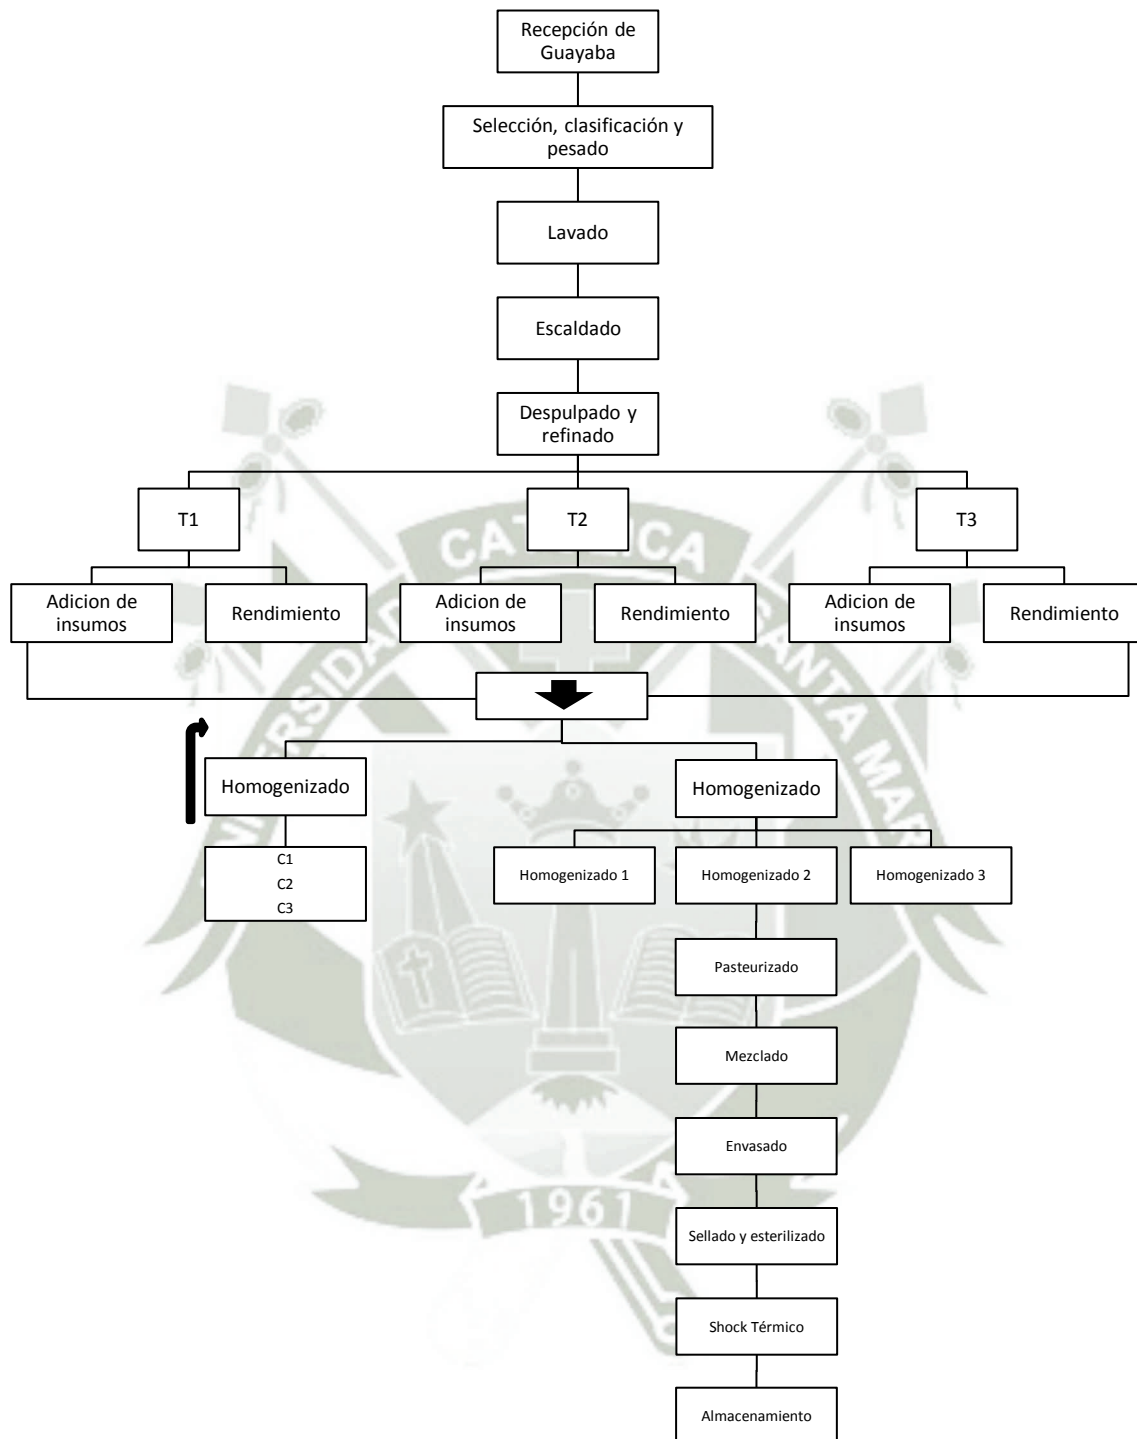 Recepción de
Guayaba
Selección, clasificación y
pesado
Lavado
Escaldado
Despulpado y
refinado
T1
T2
T3
Adicion de
insumos
Rendimiento
Adicion de
insumos
Rendimiento
Adicion de
insumos
Rendimiento
Homogenizado
Homogenizado
C1
C2
C3
Homogenizado 1
Homogenizado 2
Homogenizado 3
Pasteurizado
Mezclado
Envasado
Sellado y esterilizado
Shock Térmico
Almacenamiento
1961